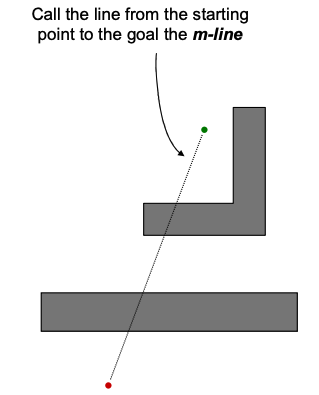 Call the line from the starting
point to the goal the m-line